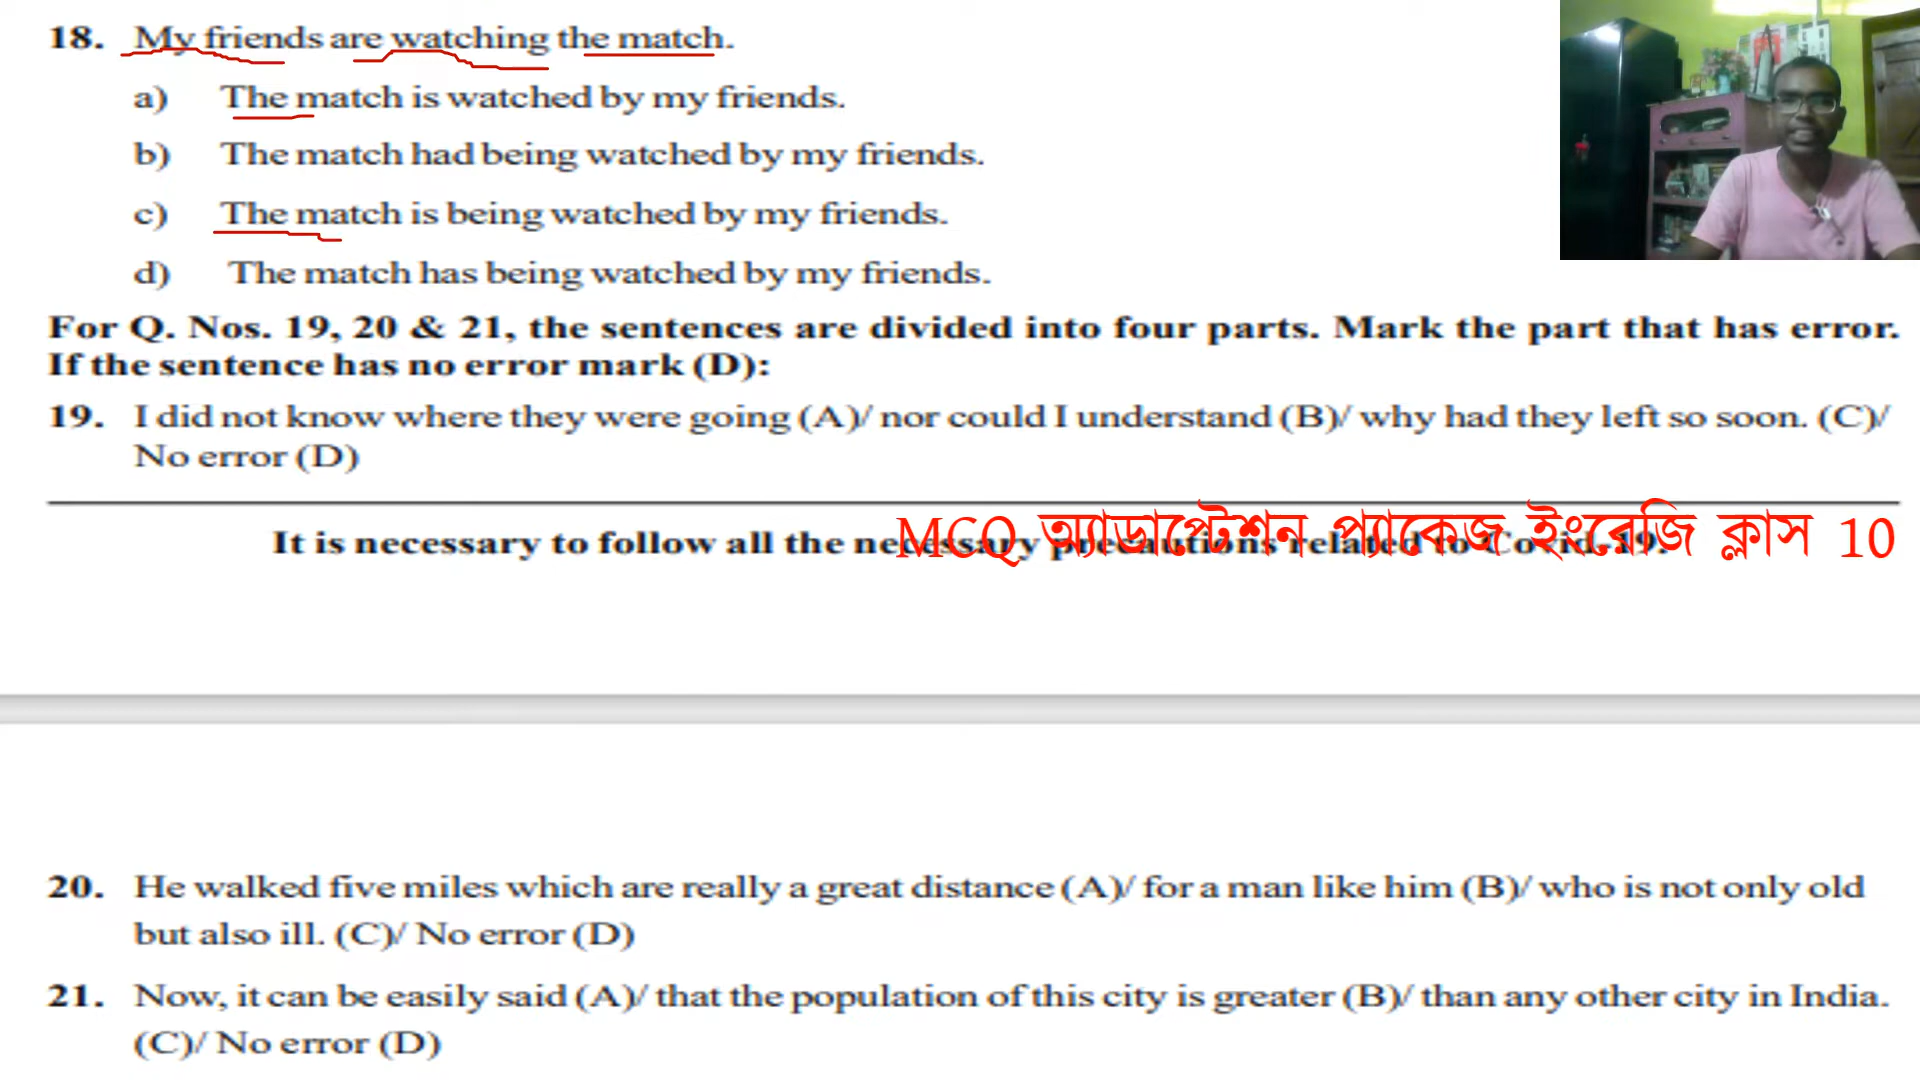 18. My friends are watching the match.
a) The match is watched by my friends.
b) The match had being watched by my friends.
c) The match is being watched by my friends.
d) The match has being watched by my friends.
For Q. Nos. 19, 20 & 21, the sentences are divided into four parts. Mark the part that has error.
If the sentence has no error mark (D):
19. I did not know where they were going (A)/ nor could I understand (B)/ why had they left so soon. (C)/
No error (D)
It is necessary to follow all the necessary precautions related to Covid-19.
MCQ অ্যাডাপ্টেশন প্যাকেজ ইংরেজি ক্লাস 10
20. He walked five miles which are really a great distance (A)/ for a man like him (B)/ who is not only old
but also ill. (C)/ No error (D)
21. Now, it can be easily said (A)/ that the population of this city is greater (B)/ than any other city in India.
(C)/ No error (D)